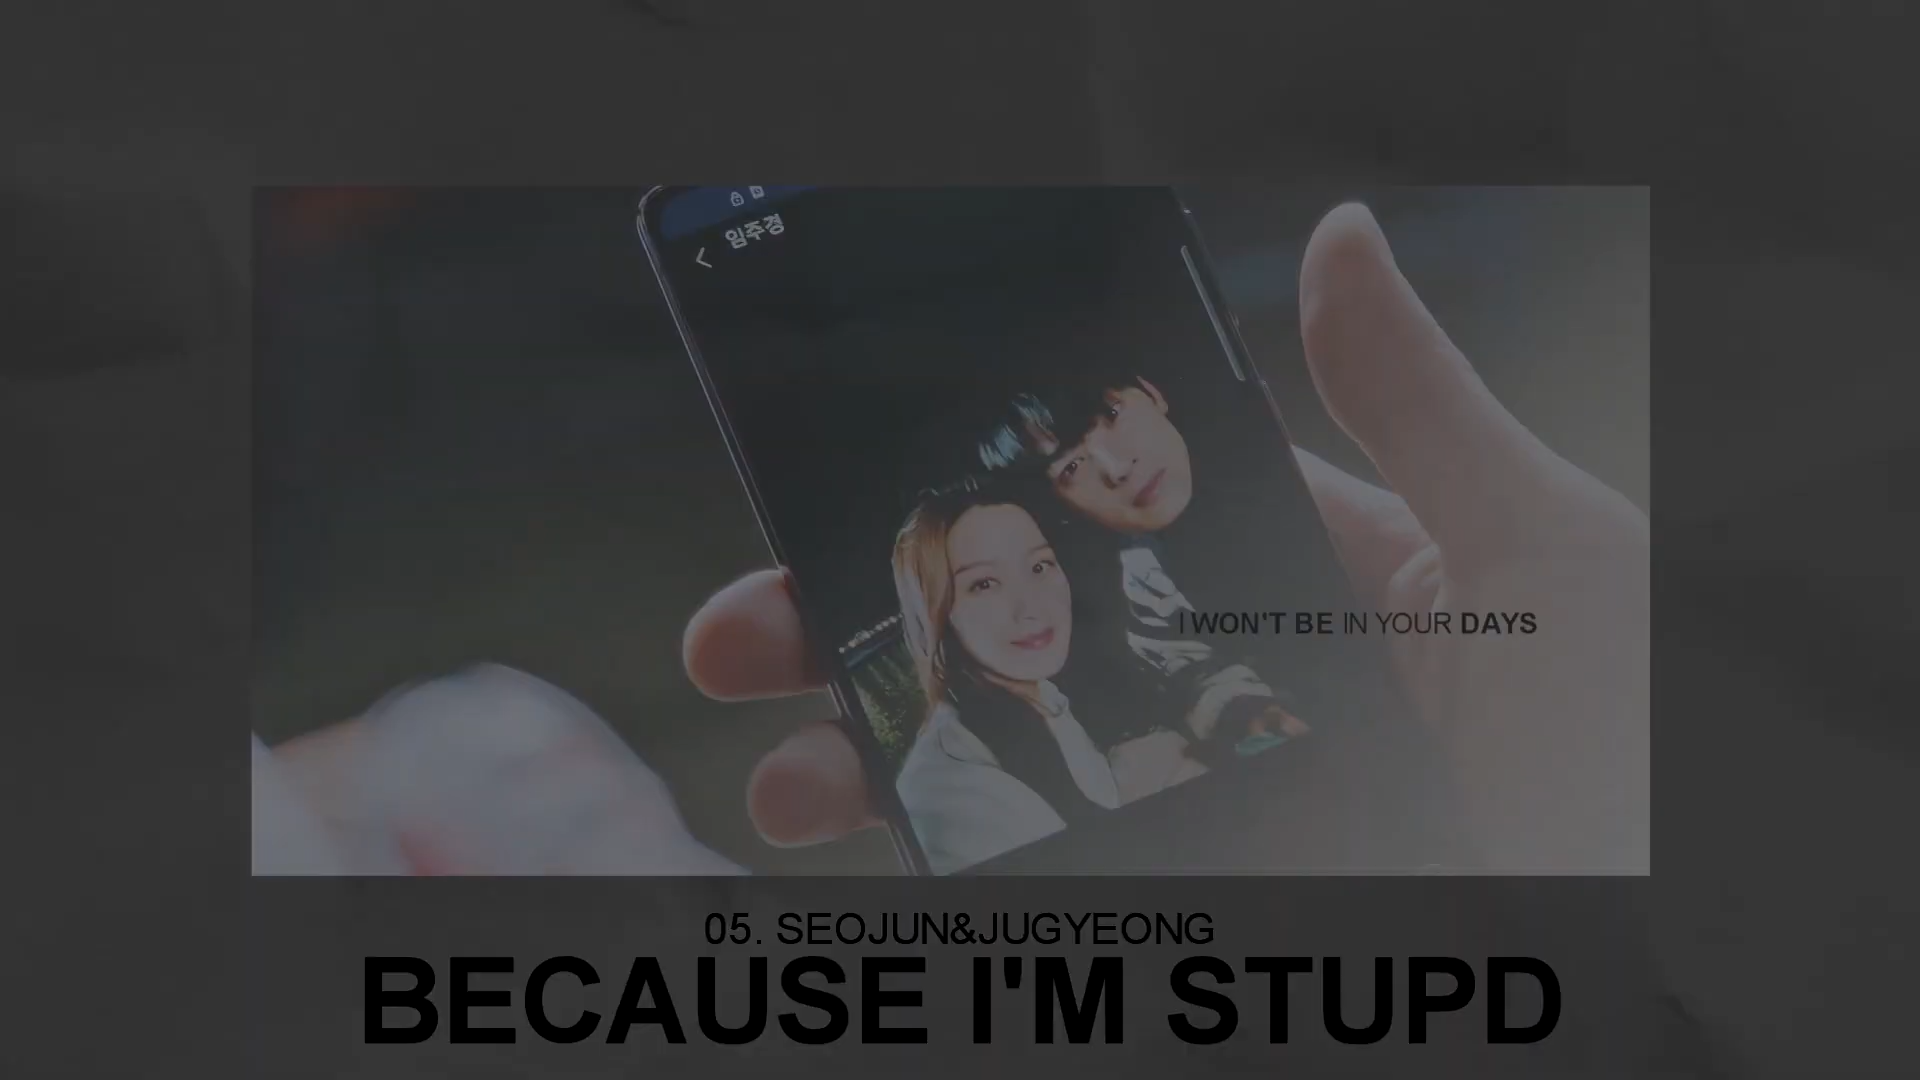 임주경
I WON'T BE IN YOUR DAYS
05. SEOJUN&JUGYEONG
BECAUSE I'M STUPD